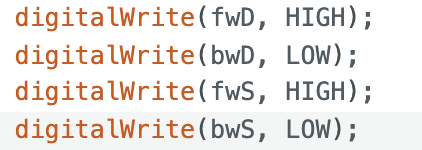 digitalWrite(fwD, HIGH);
digitalWrite(bwD, LOW);
digitalWrite(fwS, HIGH);
digitalWrite(bwS, LOW);